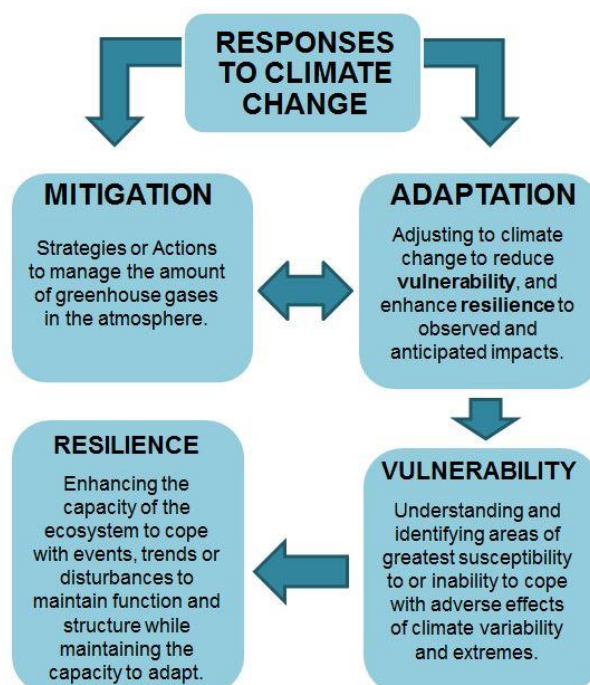 RESPONSES
TO CLIMATE
CHANGE
MITIGATION
Strategies or Actions
to manage the amount
of greenhouse gases
in the atmosphere.
ADAPTATION
Adjusting to climate
change to reduce
vulnerability, and
enhance resilience to
observed and
anticipated impacts.
VULNERABILITY
Understanding and
identifying areas of
greatest susceptibility
to or inability to cope
with adverse effects
of climate variability
and extremes.
RESILIENCE
Enhancing the
capacity of the
ecosystem to cope
with events, trends or
disturbances to
maintain function and
structure while
maintaining the
capacity to adapt.